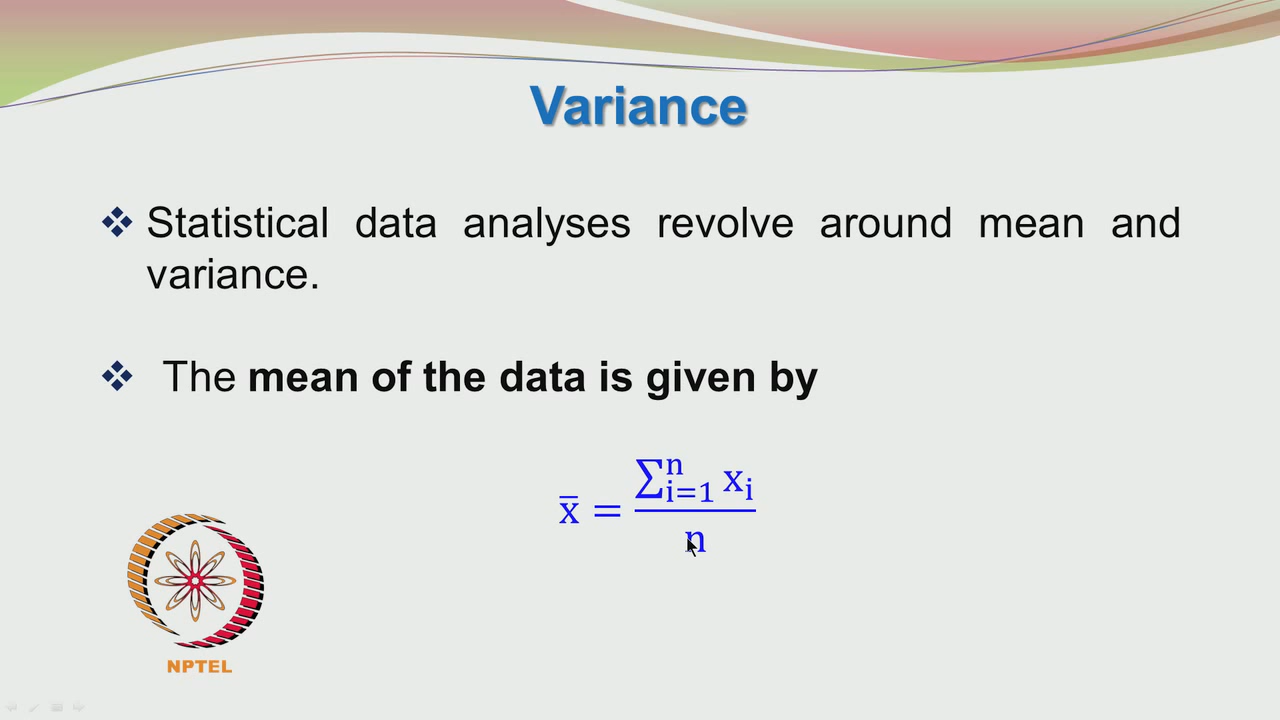 Variance
❖ Statistical data analyses revolve around mean and
variance.
❖ The mean of the data is given by
x̄ = ∑ⁿᵢ₌₁ xᵢ / n
NPTEL